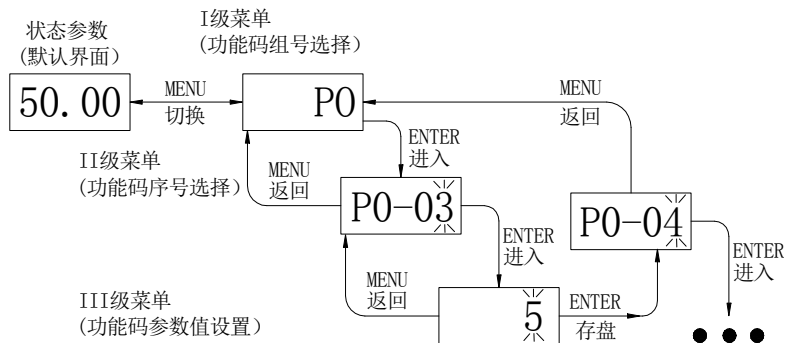 I级菜单
(功能码组号选择)
状态参数
(默认界面)
50.00
MENU
切换
P0
MENU
返回
ENTER
进入
II级菜单
(功能码序号选择)
MENU
返回
P0-03
P0-04
ENTER
进入
ENTER
进入
MENU
返回
III级菜单
(功能码参数值设置)
5
ENTER
存盘